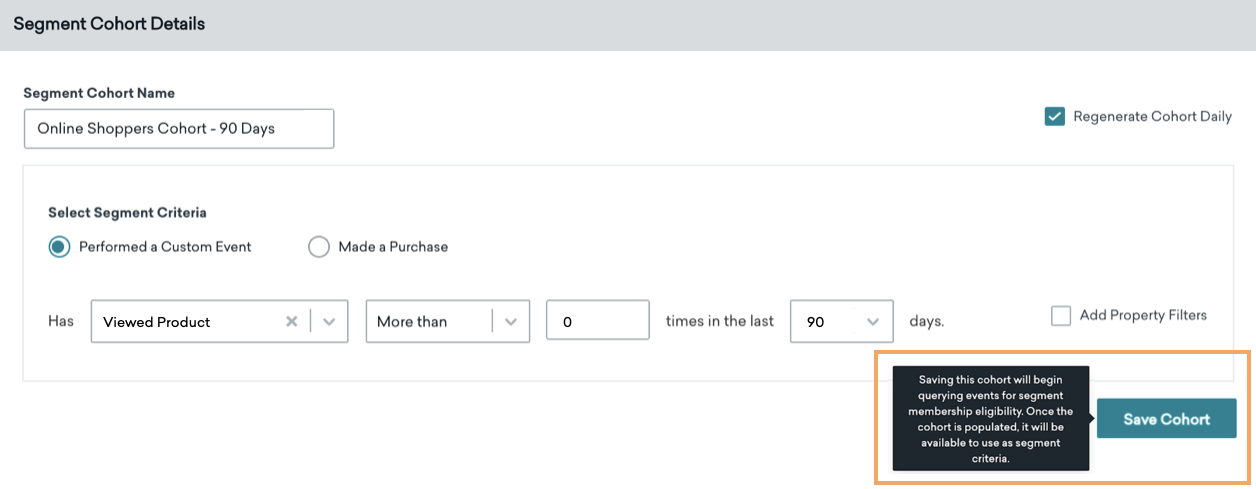 Segment Cohort Details
Segment Cohort Name
Online Shoppers Cohort - 90 Days
Regenerate Cohort Daily
Select Segment Criteria
Performed a Custom Event
Made a Purchase
Has Viewed Product More than 0 times in the last 90 days.
Add Property Filters
Saving this cohort will begin
querying events for segment
membership eligibility. Once the
cohort is populated, it will be
available to use as segment
criteria.
Save Cohort